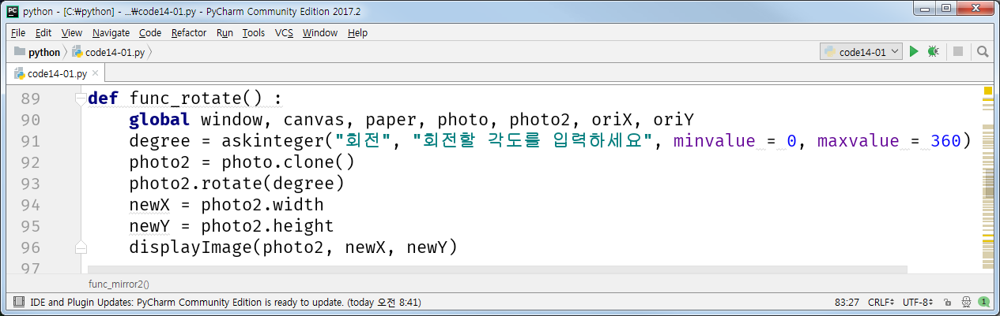 python - [C:\python] - ...\code14-01.py - PyCharm Community Edition 2017.2
File Edit View Navigate Code Refactor Run Tools VCS Window Help
python code14-01.py code14-01
code14-01.py
89 def func_rotate() :
90 global window, canvas, paper, photo, photo2, oriX, oriY
91 degree = askinteger("회전", "회전할 각도를 입력하세요", minvalue = 0, maxvalue = 360)
92 photo2 = photo.clone()
93 photo2.rotate(degree)
94 newX = photo2.width
95 newY = photo2.height
96 displayImage(photo2, newX, newY)
97
func_mirror2()
IDE and Plugin Updates: PyCharm Community Edition is ready to update. (today 오전 8:41) 83:27 CRLF UTF-8 1